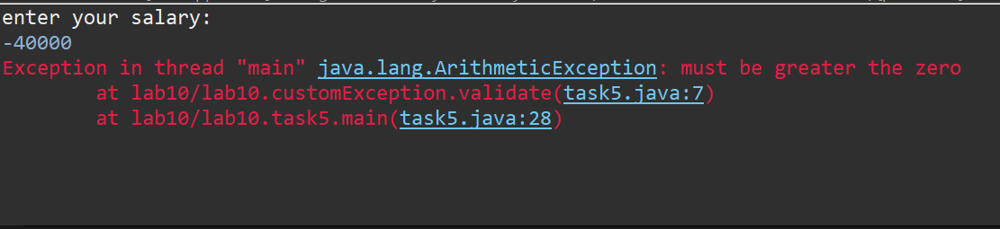 enter your salary:
-40000
Exception in thread "main" java.lang.ArithmeticException: must be greater the zero
at lab10/lab10.customException.validate(task5.java:7)
at lab10/lab10.task5.main(task5.java:28)